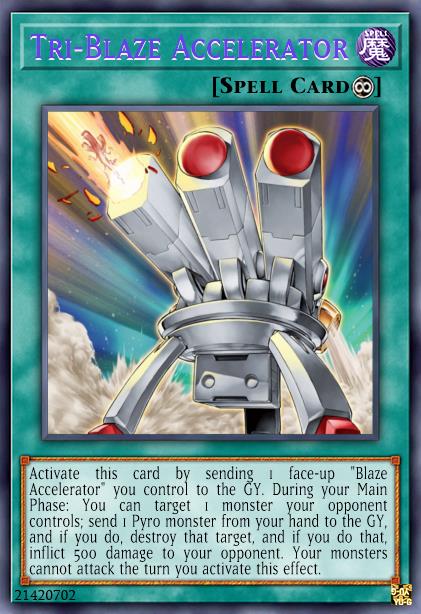 Tri-Blaze Accelerator
SPELL
魔
[Spell Card]
Activate this card by sending 1 face-up "Blaze
Accelerator" you control to the GY. During your Main
Phase: You can target 1 monster your opponent
controls; send 1 Pyro monster from your hand to the GY,
and if you do, destroy that target, and if you do that,
inflict 500 damage to your opponent. Your monsters
cannot attack the turn you activate this effect.
21420702